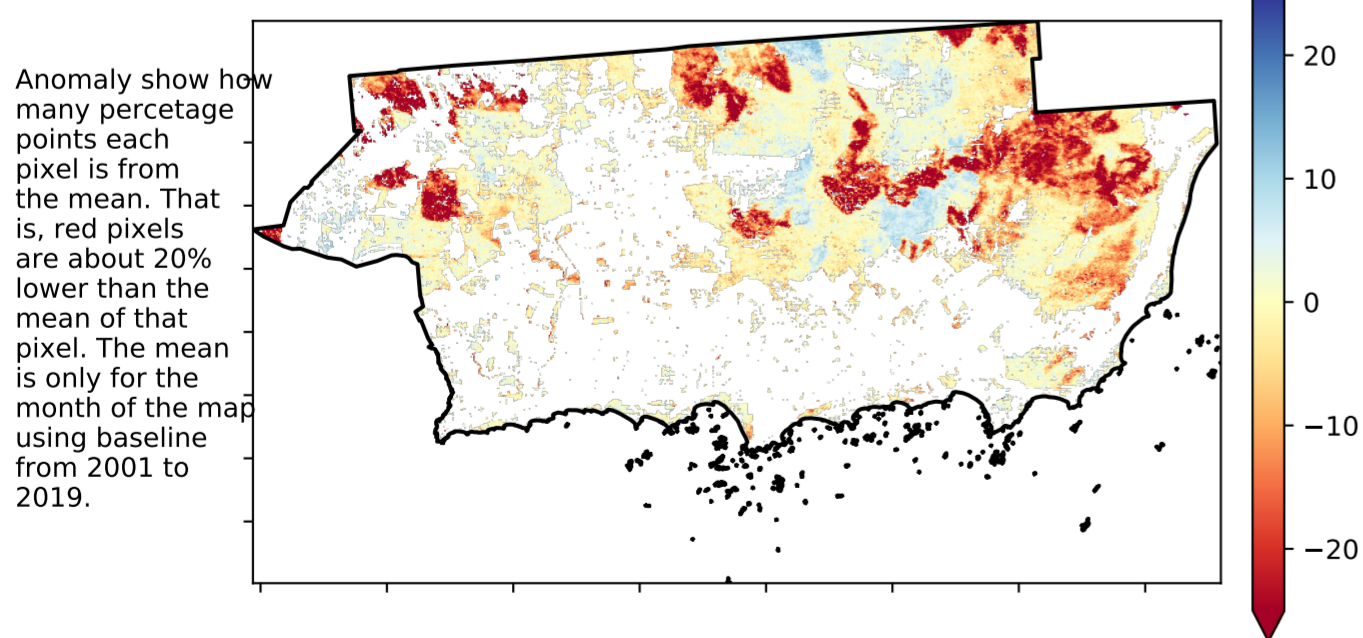 Anomaly show how
many percetage
points each
pixel is from
the mean. That
is, red pixels
are about 20%
lower than the
mean of that
pixel. The mean
is only for the
month of the map
using baseline
from 2001 to
2019.
20
10
0
−10
−20